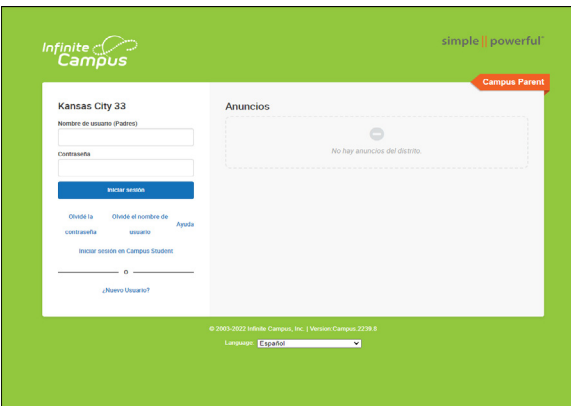 Infinite
Campus
simple || powerful
Campus Parent
Kansas City 33
Nombre de usuario (Padres)
Contraseña
Iniciar sesión
Olvidé la contraseña
Olvidé el nombre de usuario
Ayuda
Iniciar sesión en Campus Student
o
¿Nuevo Usuario?
Anuncios
No hay anuncios del distrito.
© 2003-2022 Infinite Campus, Inc. | Version:Campus.2239.8
Language: Español